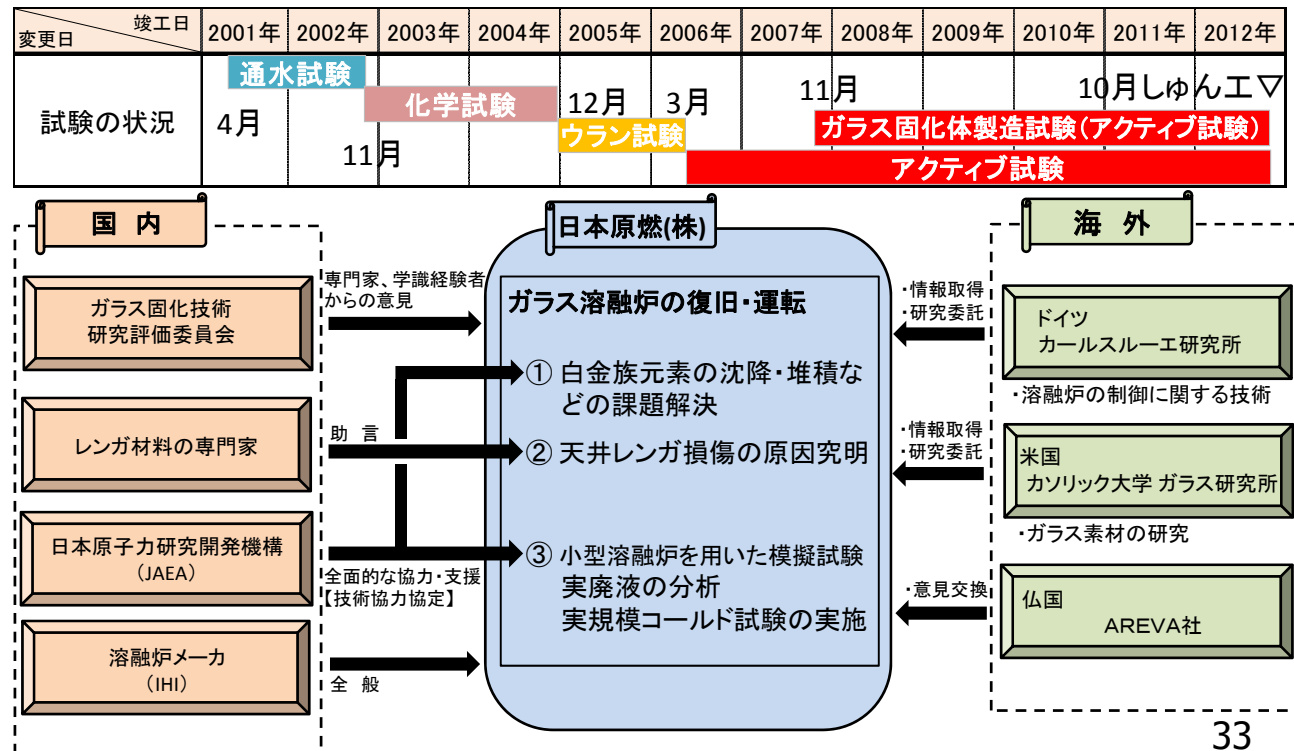 竣工日
変更日
2001年 2002年 2003年 2004年 2005年 2006年 2007年 2008年 2009年 2010年 2011年 2012年
試験の状況
通水試験
4月
化学試験
11月
12月
ウラン試験
3月
11月
10月しゅん工▽
ガラス固化体製造試験(アクティブ試験)
アクティブ試験
国 内
ガラス固化技術
研究評価委員会
専門家、学識経験者
からの意見
レンガ材料の専門家
助 言
日本原子力研究開発機構
(JAEA)
全面的な協力・支援
【技術協力協定】
溶融炉メーカ
(IHI)
全 般
日本原燃(株)
ガラス溶融炉の復旧・運転
① 白金族元素の沈降・堆積な
どの課題解決
② 天井レンガ損傷の原因究明
③ 小型溶融炉を用いた模擬試験
実廃液の分析
実規模コールド試験の実施
海 外
・情報取得
・研究委託
ドイツ
カールスルーエ研究所
・溶融炉の制御に関する技術
・情報取得
・研究委託
米国
カソリック大学 ガラス研究所
・ガラス素材の研究
・意見交換
仏国
AREVA社
33